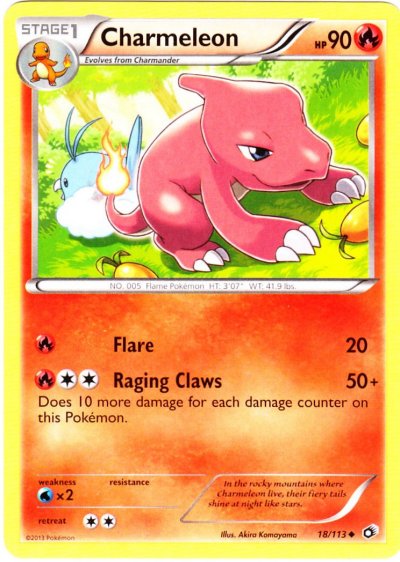 STAGE1
Charmeleon
HP90
Evolves from Charmander
NO. 005 Flame Pokémon HT: 3'07" WT: 41.9 lbs.
Flare 20
Raging Claws 50+
Does 10 more damage for each damage counter on
this Pokémon.
weakness resistance
×2
retreat
In the rocky mountains where
Charmeleon live, their fiery tails
shine at night like stars.
©2013 Pokémon
Illus. Akira Komayama
18/113